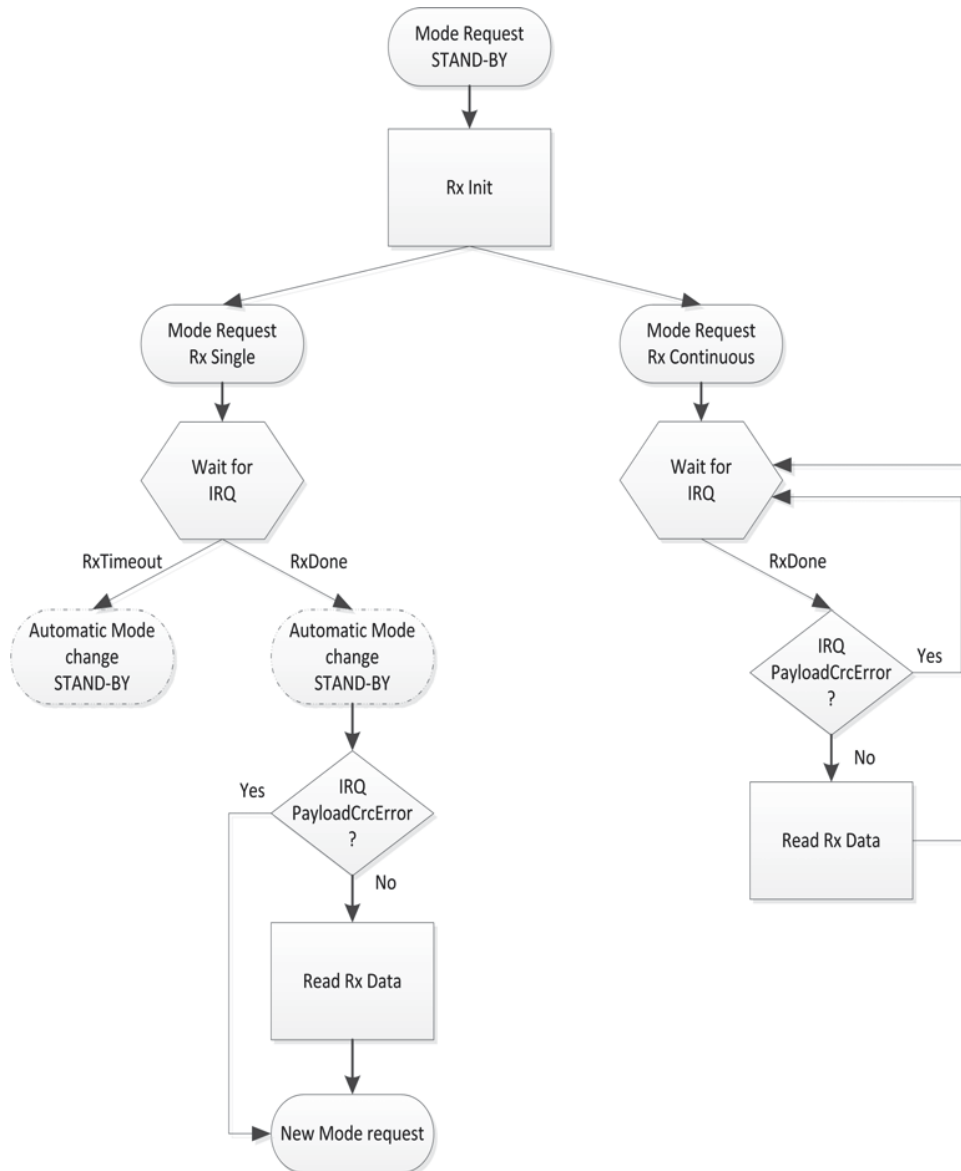 Mode Request
STAND-BY
Rx Init
Mode Request
Rx Single
Mode Request
Rx Continuous
Wait for
IRQ
Wait for
IRQ
RxTimeout
RxDone
RxDone
Automatic Mode
change
STAND-BY
Automatic Mode
change
STAND-BY
IRQ
PayloadCrcError
?
Yes
No
Yes
IRQ
PayloadCrcError
?
No
Read Rx Data
Read Rx Data
New Mode request